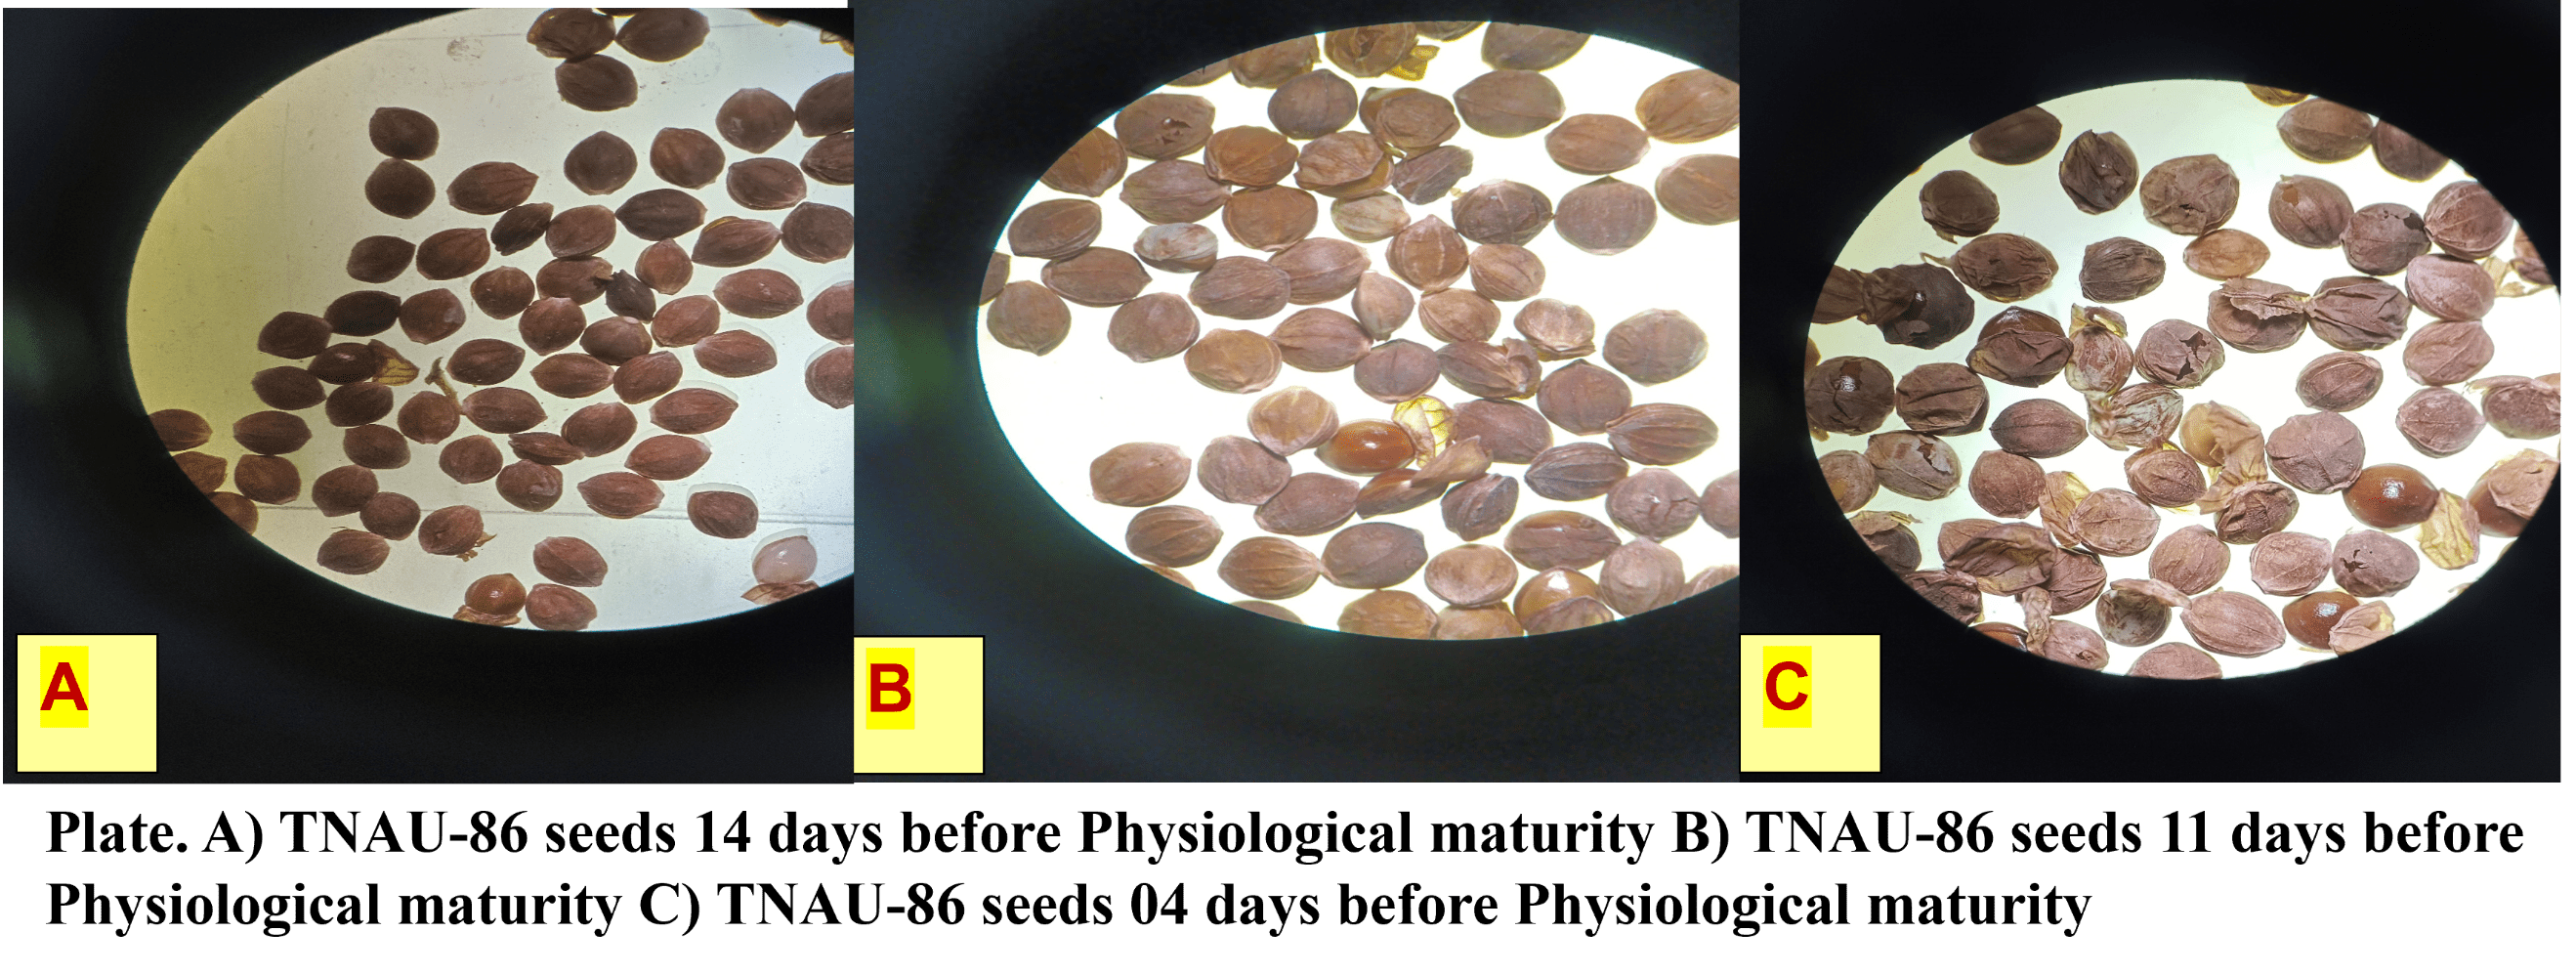 A
B
C
Plate. A) TNAU-86 seeds 14 days before Physiological maturity B) TNAU-86 seeds 11 days before
Physiological maturity C) TNAU-86 seeds 04 days before Physiological maturity